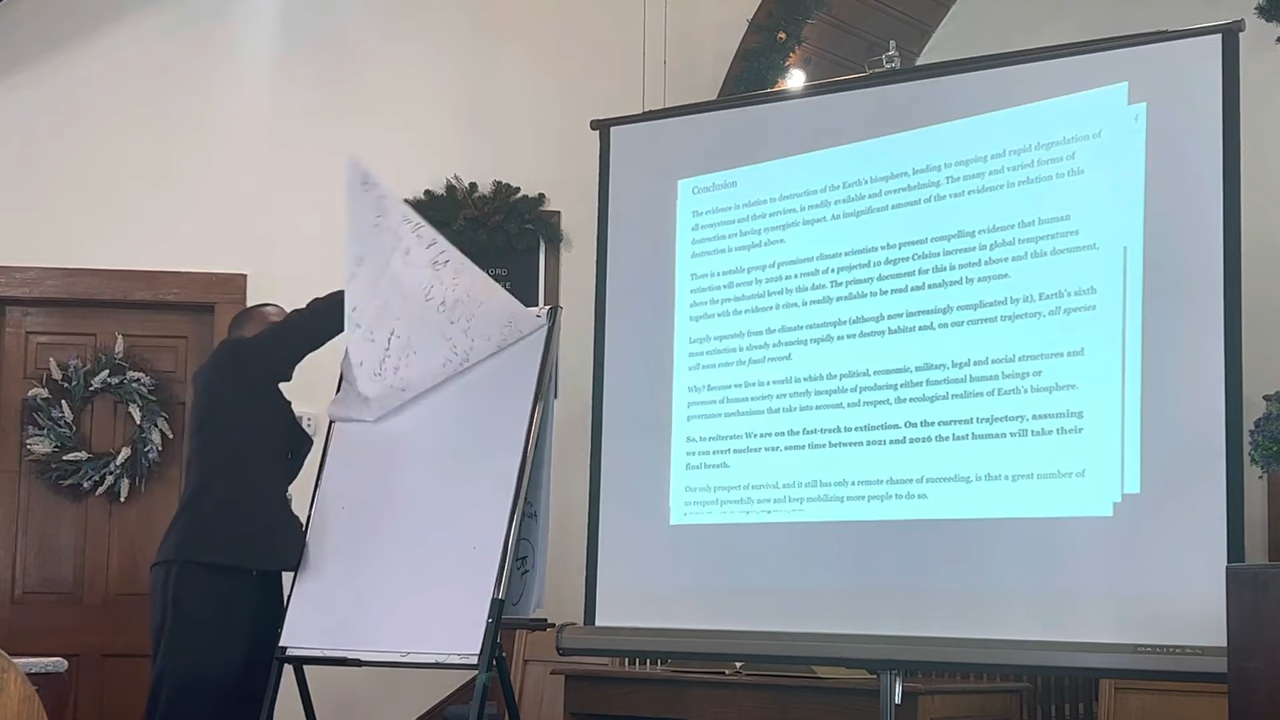 Conclusion
The evidence in relation to destruction of the Earth's biosphere, leading to ongoing and rapid degradation of
all ecosystems and their services, is readily available and overwhelming. The many and varied forms of
destruction are having synergistic impact. An insignificant amount of the vast evidence in relation to this
destruction is sampled above.
There is a notable group of prominent climate scientists who present compelling evidence that human
extinction will occur by 2026 as a result of a projected 10 degree Celsius increase in global temperatures
above the pre-industrial level by this date. The primary document for this is noted above and this document,
together with the evidence it cites, is readily available to be read and analyzed by anyone.
Largely separately from the climate catastrophe (although now increasingly complicated by it), Earth's sixth
mass extinction is already advancing rapidly as we destroy habitat and, on our current trajectory, all species
will soon enter the fossil record.
Why? Because we live in a world in which the political, economic, military, legal and social structures and
processes of human society are utterly incapable of producing either functional human beings or
governance mechanisms that take into account, and respect, the ecological realities of Earth's biosphere.
So, to reiterate: We are on the fast-track to extinction. On the current trajectory, assuming
we can avert nuclear war, some time between 2021 and 2026 the last human will take their
final breath.
Our only prospect of survival, and it still has only a remote chance of succeeding, is that a great number of
us respond powerfully now and keep mobilizing more people to do so.
DA-LITE